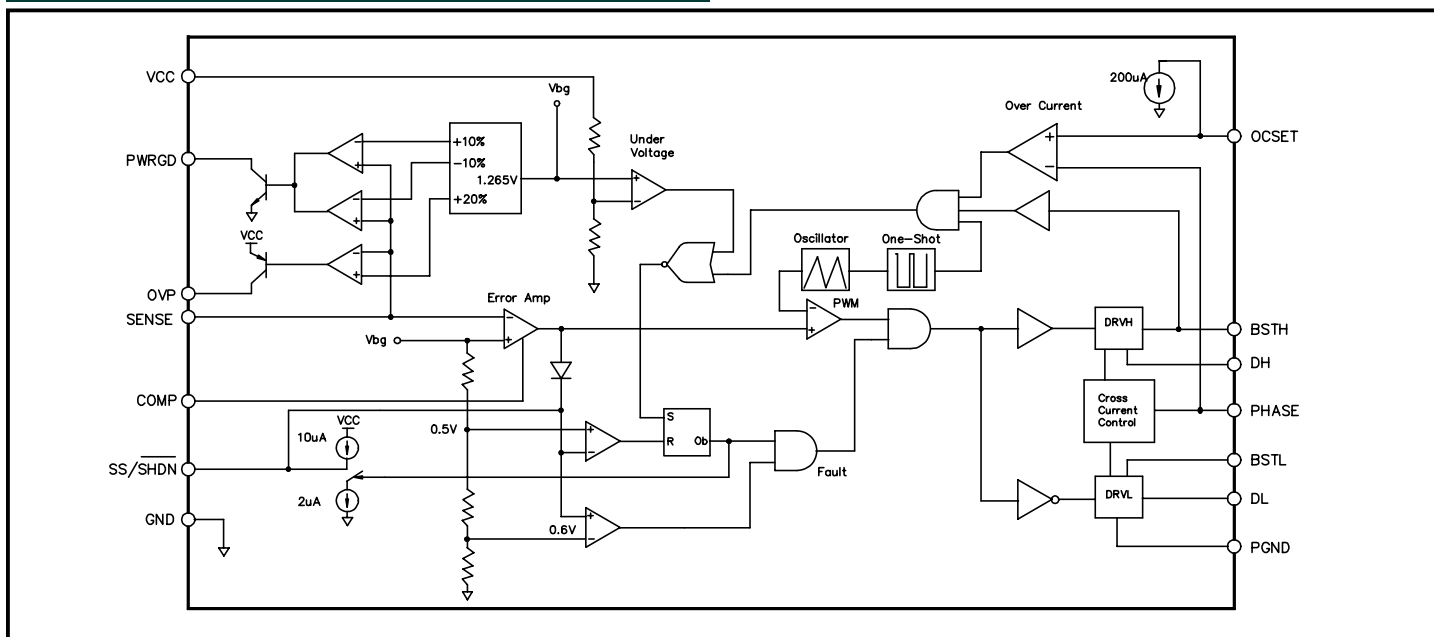 VCC
PWRGD
OVP
SENSE
COMP
SS/SHDN
GND
VCC
+10%
-10%
1.265V
+20%
Vbg
Under
Voltage
Over Current
+
-
200uA
OCSET
Oscillator
One-Shot
PWM
Error Amp
Vbg
0.5V
0.6V
VCC
10uA
2uA
S
R
Qb
Fault
DRVH
Cross
Current
Control
DRVL
BSTH
DH
PHASE
BSTL
DL
PGND